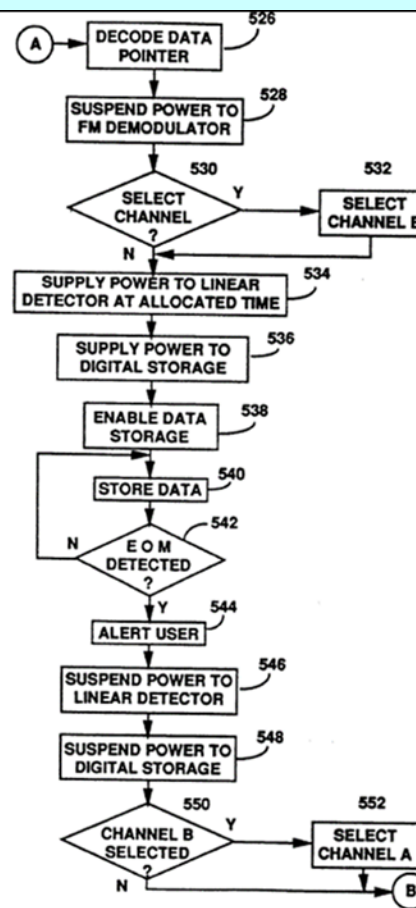 A
DECODE DATA
POINTER
526
SUSPEND POWER TO
FM DEMODULATOR
528
SELECT
CHANNEL
?
530
Y
N
SELECT
CHANNEL B
532
SUPPLY POWER TO LINEAR
DETECTOR AT ALLOCATED TIME
534
SUPPLY POWER TO
DIGITAL STORAGE
536
ENABLE DATA
STORAGE
538
STORE DATA
540
E O M
DETECTED
?
542
N
Y
ALERT USER
544
SUSPEND POWER TO
LINEAR DETECTOR
546
SUSPEND POWER TO
DIGITAL STORAGE
548
CHANNEL B
SELECTED
?
550
Y
N
SELECT
CHANNEL A
552
B